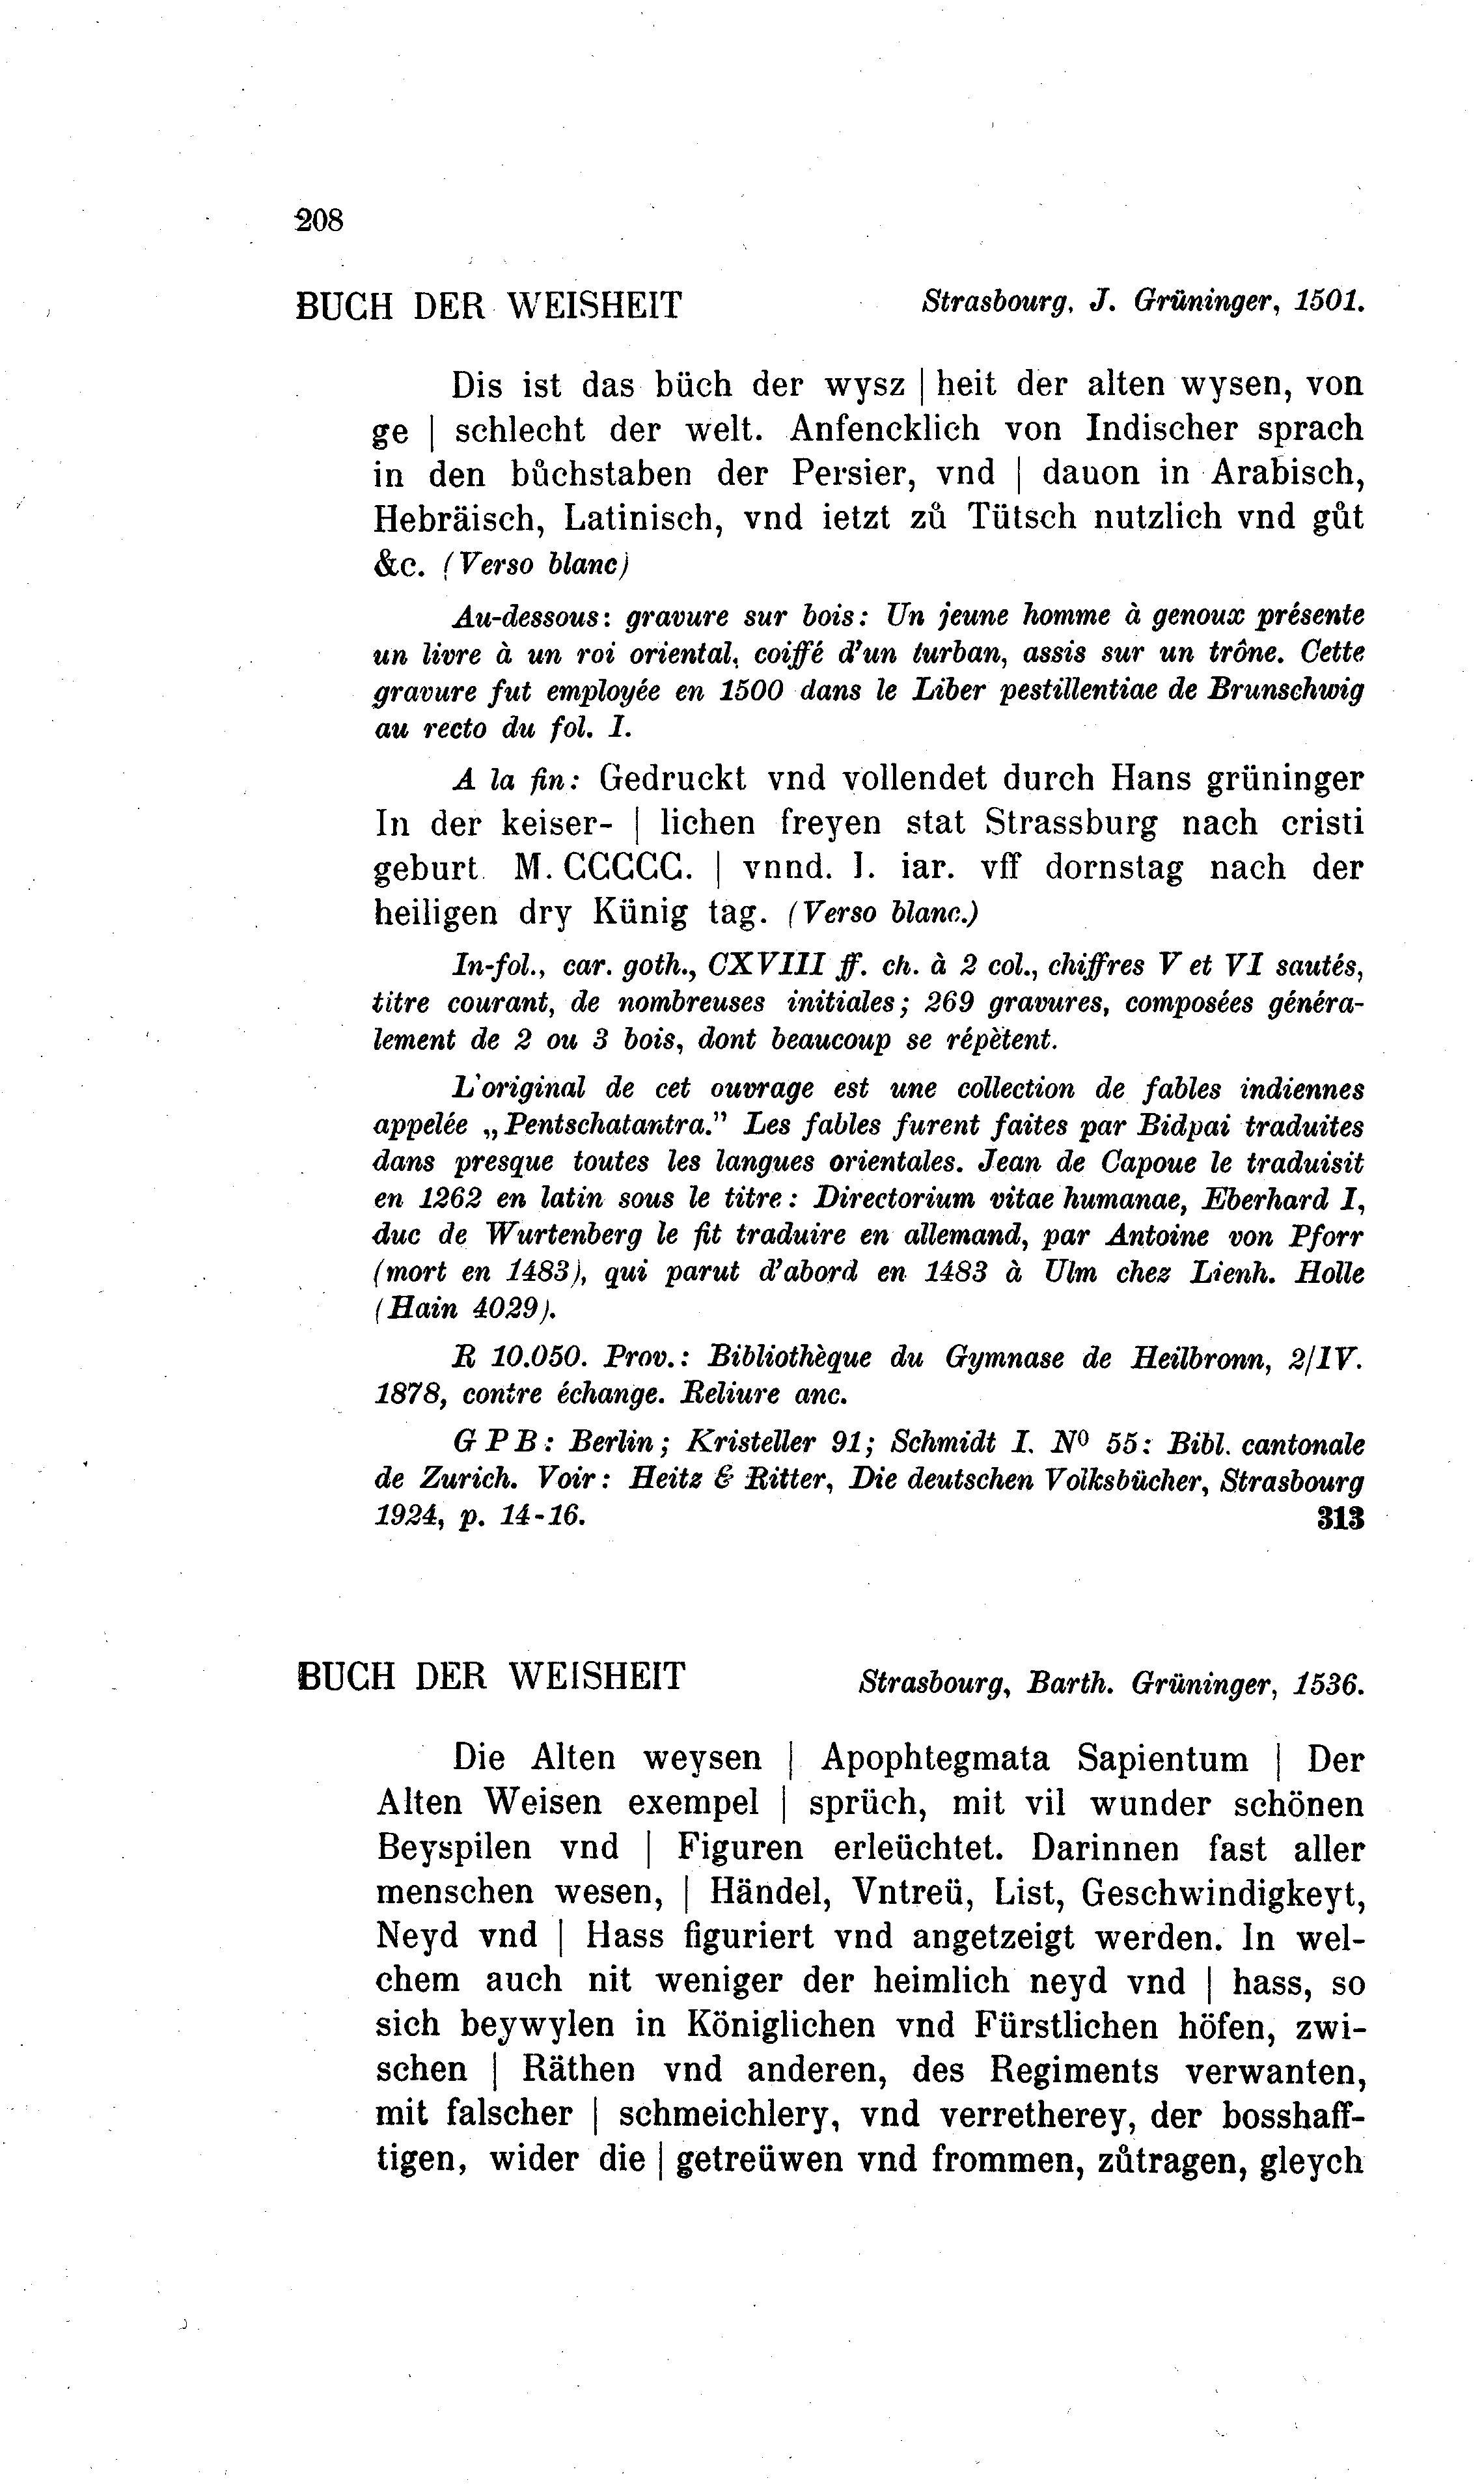 208
BUCH DER WEISHEIT Strasbourg, J. Grüninger, 1501.
Dis ist das büch der wysz | heit der alten wysen, von
ge | schlecht der welt. Anfencklich von Indischer sprach
in den bůchstaben der Persier, vnd | dauon in Arabisch,
Hebräisch, Latinisch, vnd ietzt zů Tütsch nutzlich vnd gůt
&c. (Verso blanc)
Au-dessous: gravure sur bois: Un jeune homme à genoux présente
un livre à un roi oriental, coiffé d'un turban, assis sur un trône. Cette
gravure fut employée en 1500 dans le Liber pestillentiae de Brunschwig
au recto du fol. I.
A la fin: Gedruckt vnd vollendet durch Hans grüninger
In der keiser- | lichen freyen stat Strassburg nach cristi
geburt M. CCCCC. | vnnd. I. iar. vff dornstag nach der
heiligen dry Künig tag. (Verso blanc.)
In-fol., car. goth., CXVIII ff. ch. à 2 col., chiffres V et VI sautés,
titre courant, de nombreuses initiales; 269 gravures, composées généra-
lement de 2 ou 3 bois, dont beaucoup se répètent.
L'original de cet ouvrage est une collection de fables indiennes
appelée „Pentschatantra." Les fables furent faites par Bidpai traduites
dans presque toutes les langues orientales. Jean de Capoue le traduisit
en 1262 en latin sous le titre: Directorium vitae humanae, Eberhard I,
duc de Wurtenberg le fit traduire en allemand, par Antoine von Pforr
(mort en 1483), qui parut d'abord en 1483 à Ulm chez Lienh. Holle
(Hain 4029).
R 10.050. Prov.: Bibliothèque du Gymnase de Heilbronn, 2/IV.
1878, contre échange. Reliure anc.
G P B: Berlin; Kristeller 91; Schmidt I. Nº 55: Bibl. cantonale
de Zurich. Voir: Heitz & Ritter, Die deutschen Volksbücher, Strasbourg
1924, p. 14-16. 313
BUCH DER WEISHEIT Strasbourg, Barth. Grüninger, 1536.
Die Alten weysen | Apophtegmata Sapientum | Der
Alten Weisen exempel | sprüch, mit vil wunder schönen
Beyspilen vnd | Figuren erleüchtet. Darinnen fast aller
menschen wesen, | Händel, Vntreü, List, Geschwindigkeyt,
Neyd vnd | Hass figuriert vnd angetzeigt werden. In wel-
chem auch nit weniger der heimlich neyd vnd | hass, so
sich beywylen in Königlichen vnd Fürstlichen höfen, zwi-
schen | Räthen vnd anderen, des Regiments verwanten,
mit falscher | schmeichlery, vnd verretherey, der bosshaff-
tigen, wider die | getreüwen vnd frommen, zůtragen, gleych